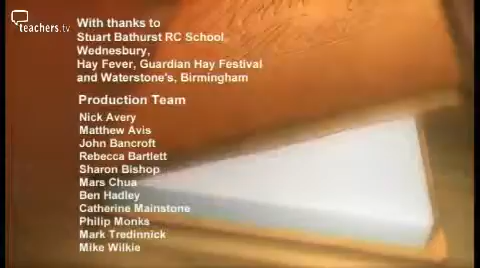 teachers.tv
With thanks to
Stuart Bathurst RC School,
Wednesbury,
Hay Fever, Guardian Hay Festival
and Waterstone's, Birmingham
Production Team
Nick Avery
Matthew Avis
John Bancroft
Rebecca Bartlett
Sharon Bishop
Mars Chua
Ben Hadley
Catherine Mainstone
Philip Monks
Mark Tredinnick
Mike Wilkie